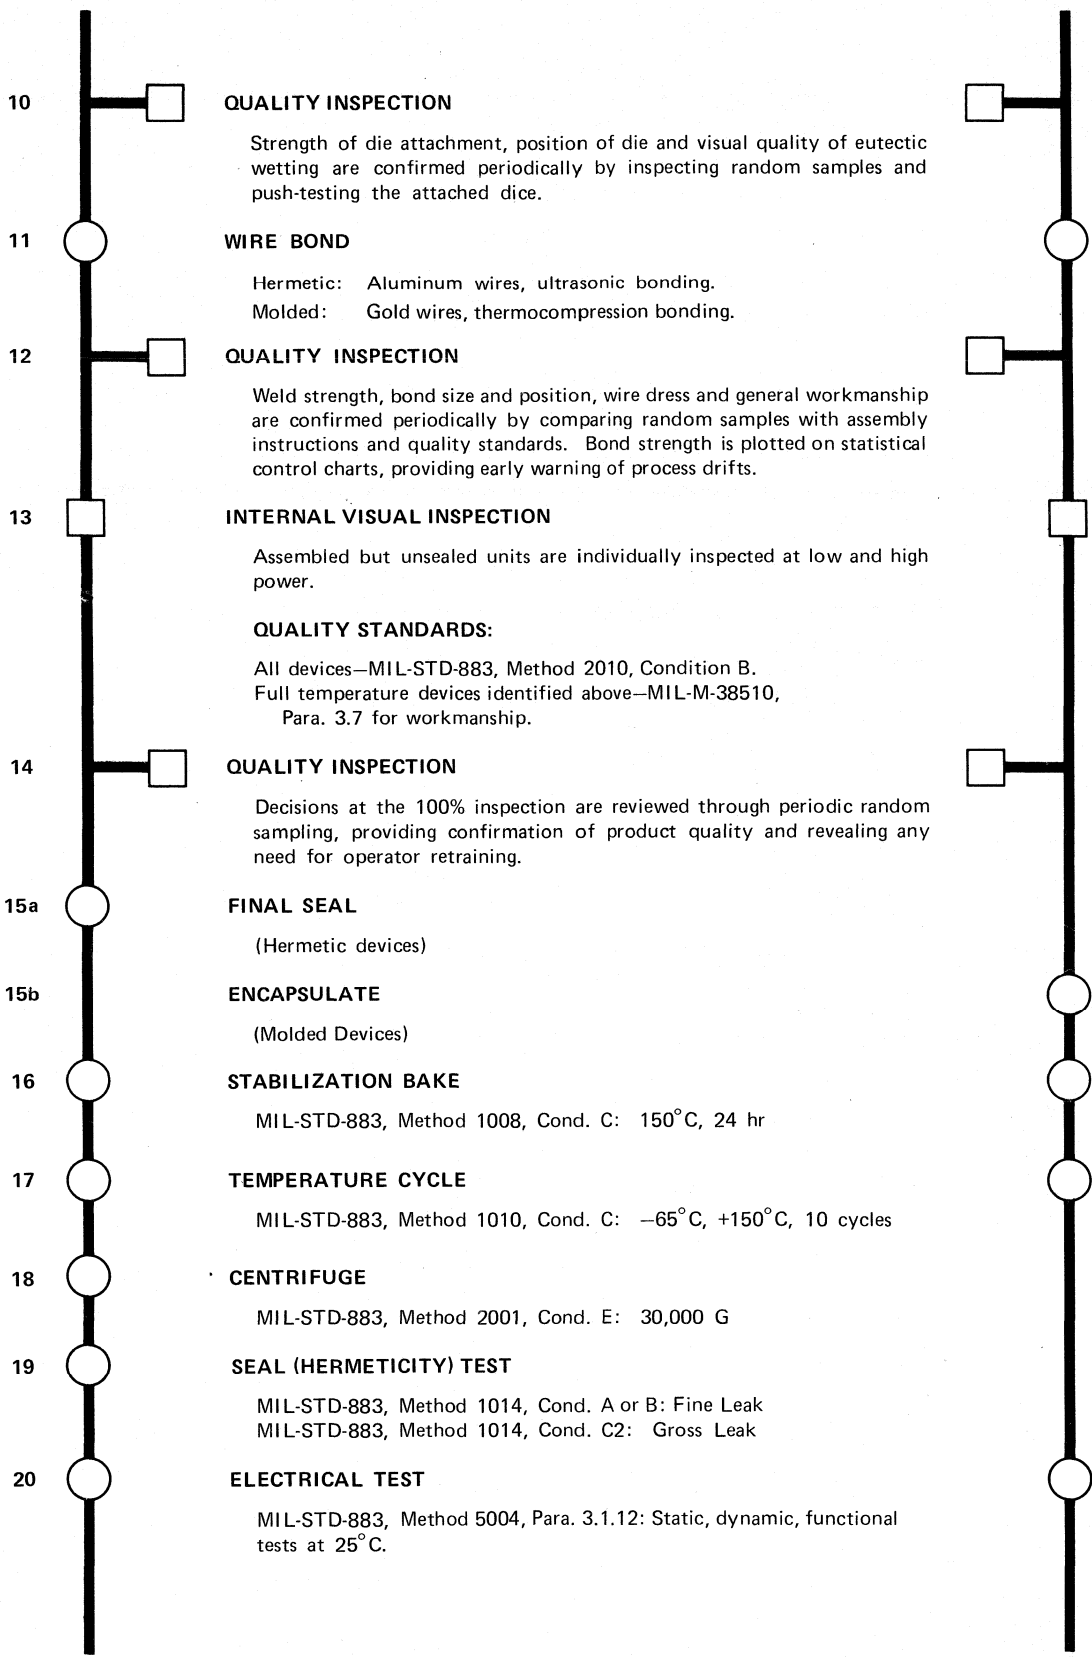 10 QUALITY INSPECTION
Strength of die attachment, position of die and visual quality of eutectic
wetting are confirmed periodically by inspecting random samples and
push-testing the attached dice.
11 WIRE BOND
Hermetic: Aluminum wires, ultrasonic bonding.
Molded: Gold wires, thermocompression bonding.
12 QUALITY INSPECTION
Weld strength, bond size and position, wire dress and general workmanship
are confirmed periodically by comparing random samples with assembly
instructions and quality standards. Bond strength is plotted on statistical
control charts, providing early warning of process drifts.
13 INTERNAL VISUAL INSPECTION
Assembled but unsealed units are individually inspected at low and high
power.
QUALITY STANDARDS:
All devices—MIL-STD-883, Method 2010, Condition B.
Full temperature devices identified above—MIL-M-38510,
Para. 3.7 for workmanship.
14 QUALITY INSPECTION
Decisions at the 100% inspection are reviewed through periodic random
sampling, providing confirmation of product quality and revealing any
need for operator retraining.
15a FINAL SEAL
(Hermetic devices)
15b ENCAPSULATE
(Molded Devices)
16 STABILIZATION BAKE
MIL-STD-883, Method 1008, Cond. C: 150°C, 24 hr
17 TEMPERATURE CYCLE
MIL-STD-883, Method 1010, Cond. C: —65°C, +150°C, 10 cycles
18 CENTRIFUGE
MIL-STD-883, Method 2001, Cond. E: 30,000 G
19 SEAL (HERMETICITY) TEST
MIL-STD-883, Method 1014, Cond. A or B: Fine Leak
MIL-STD-883, Method 1014, Cond. C2: Gross Leak
20 ELECTRICAL TEST
MIL-STD-883, Method 5004, Para. 3.1.12: Static, dynamic, functional
tests at 25°C.